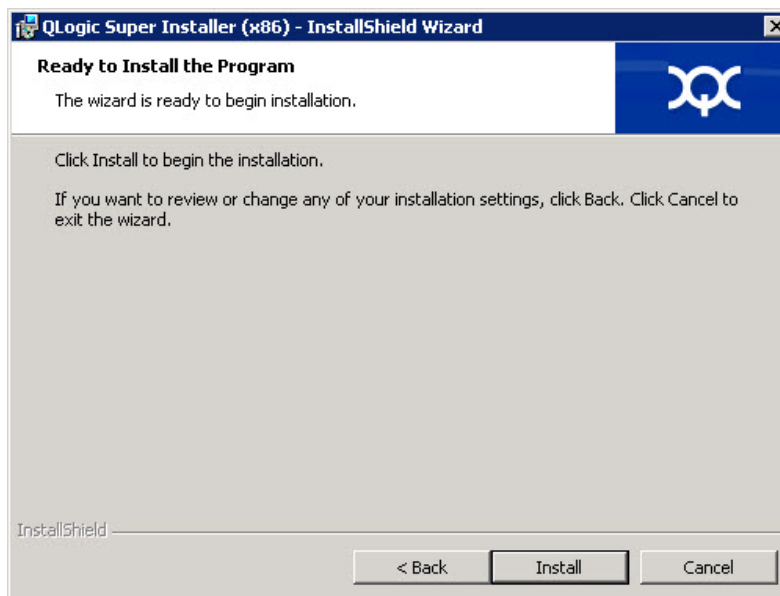 QLogic Super Installer (x86) - InstallShield Wizard
Ready to Install the Program
The wizard is ready to begin installation.
Click Install to begin the installation.
If you want to review or change any of your installation settings, click Back. Click Cancel to
exit the wizard.
InstallShield
< Back Install Cancel